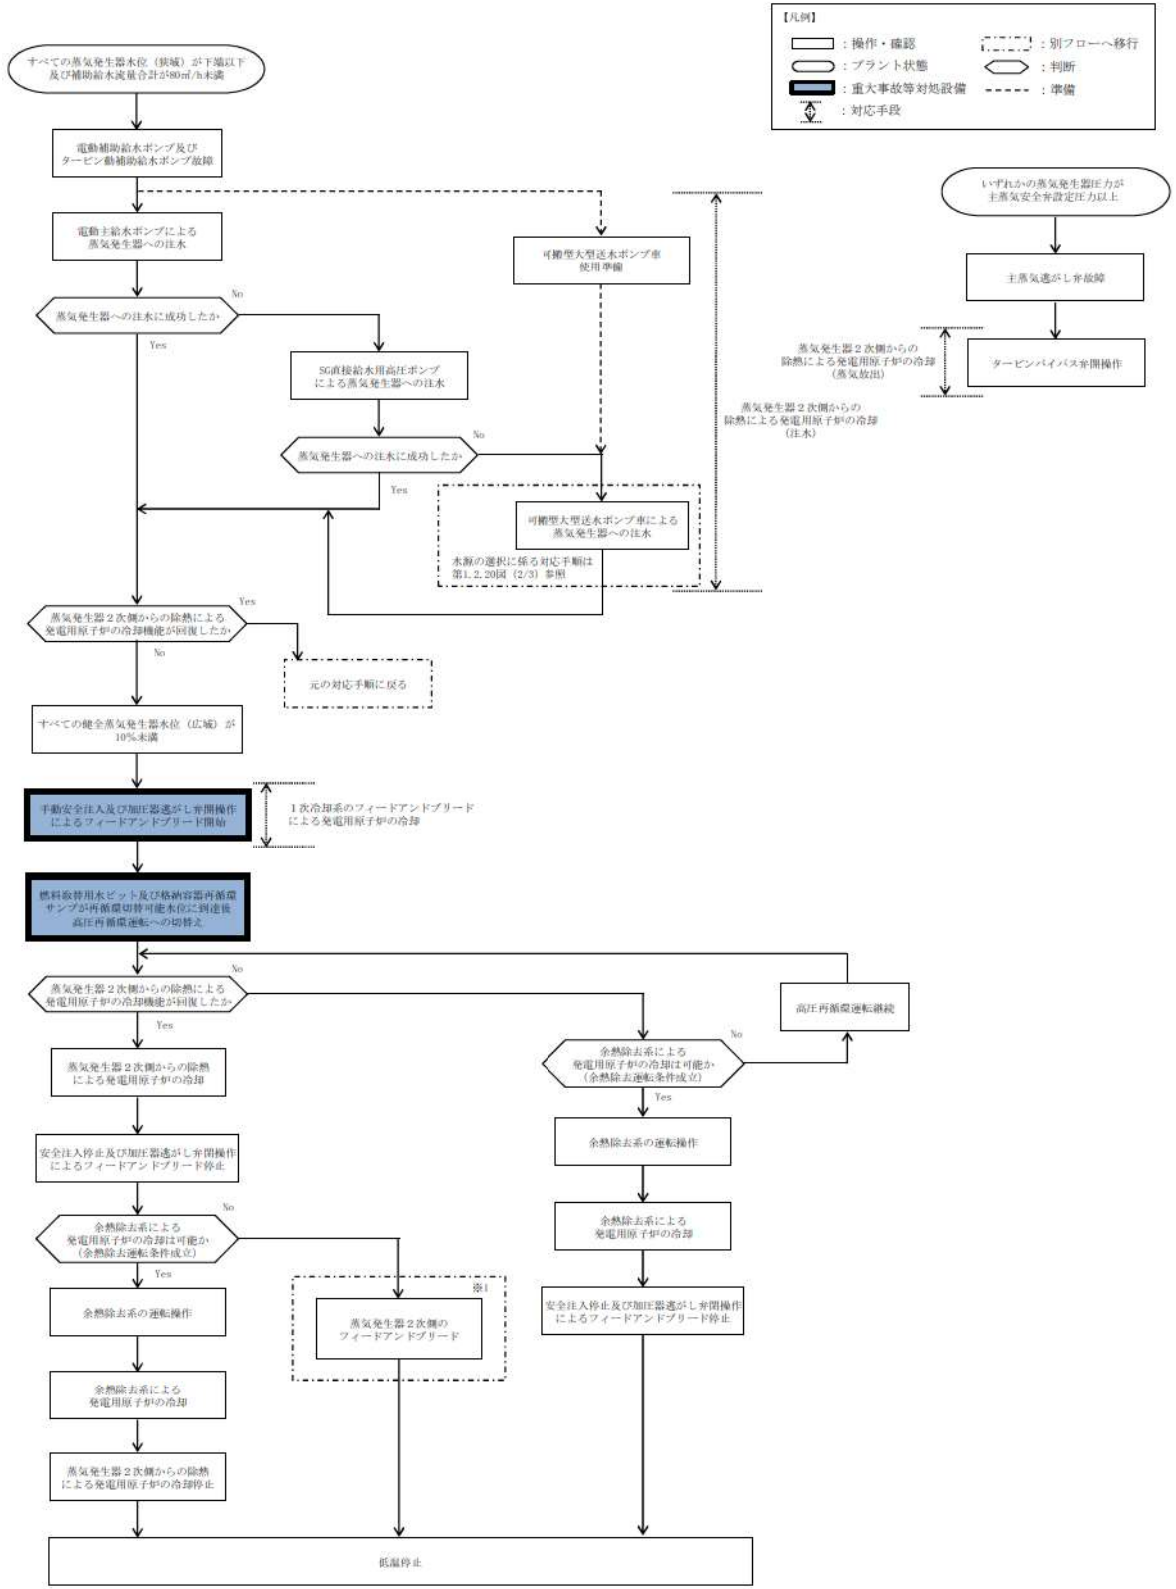 【凡例】
：操作・確認
：別フローへ移行
：プラント状態
：判断
：重大事故等対処設備
：準備
：対応手段
すべての蒸気発生器水位（狭域）が下端以下
及び補助給水流量合計が80㎥/h未満
電動補助給水ポンプ及び
タービン動補助給水ポンプ故障
電動主給水ポンプによる
蒸気発生器への注水
可搬型大型送水ポンプ車
使用準備
蒸気発生器への注水に成功したか
No
Yes
SG直接給水用高圧ポンプ
による蒸気発生器への注水
蒸気発生器への注水に成功したか
No
Yes
可搬型大型送水ポンプ車による
蒸気発生器への注水
水源の選択に係る対応手順は
第1.2.20図（2/3）参照
蒸気発生器２次側からの
除熱による発電用原子炉の冷却
（注水）
いずれかの蒸気発生器圧力が
主蒸気安全弁設定圧力以上
主蒸気逃がし弁故障
タービンバイパス弁開操作
蒸気発生器２次側からの
除熱による発電用原子炉の冷却
（蒸気放出）
蒸気発生器２次側からの除熱による
発電用原子炉の冷却機能が回復したか
Yes
No
元の対応手順に戻る
すべての健全蒸気発生器水位（広域）が
10％未満
手動安全注入及び加圧器逃がし弁開操作
によるフィードアンドブリード開始
１次冷却系のフィードアンドブリード
による発電用原子炉の冷却
燃料取替用水ピット及び格納容器再循環
サンプが再循環切替可能水位に到達後
高圧再循環運転への切替え
蒸気発生器２次側からの除熱による
発電用原子炉の冷却機能が回復したか
No
Yes
高圧再循環運転継続
余熱除去系による
発電用原子炉の冷却は可能か
（余熱除去運転条件成立）
No
Yes
蒸気発生器２次側からの除熱
による発電用原子炉の冷却
余熱除去系の運転操作
安全注入停止及び加圧器逃がし弁閉操作
によるフィードアンドブリード停止
余熱除去系による
発電用原子炉の冷却は可能か
（余熱除去運転条件成立）
No
Yes
余熱除去系による
発電用原子炉の冷却
余熱除去系の運転操作
※1
蒸気発生器２次側の
フィードアンドブリード
安全注入停止及び加圧器逃がし弁閉操作
によるフィードアンドブリード停止
余熱除去系による
発電用原子炉の冷却
蒸気発生器２次側からの除熱
による発電用原子炉の冷却停止
低温停止